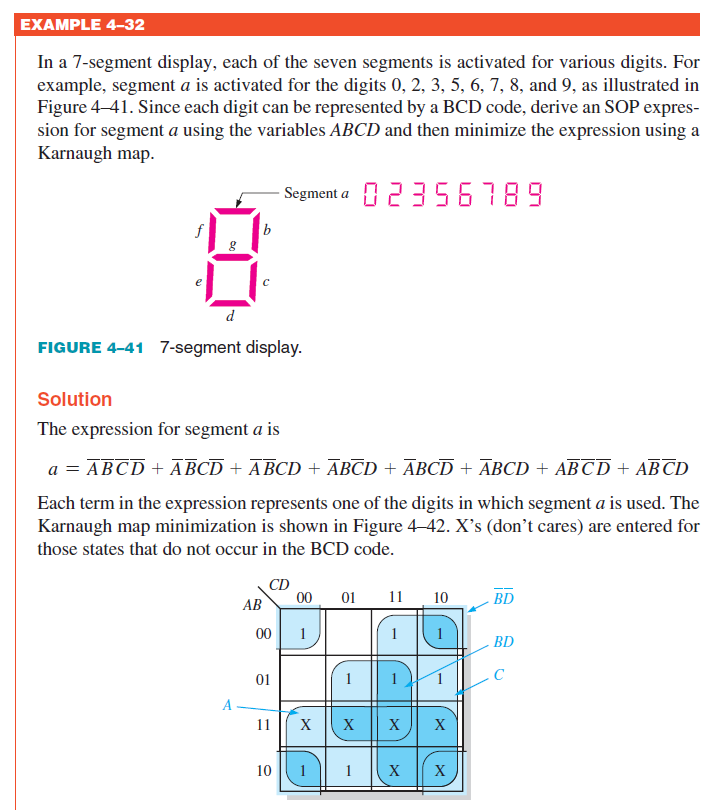 EXAMPLE 4–32
In a 7-segment display, each of the seven segments is activated for various digits. For
example, segment a is activated for the digits 0, 2, 3, 5, 6, 7, 8, and 9, as illustrated in
Figure 4–41. Since each digit can be represented by a BCD code, derive an SOP expres-
sion for segment a using the variables ABCD and then minimize the expression using a
Karnaugh map.
Segment a 0 2 3 5 6 7 8 9
f b
g
e c
d
FIGURE 4–41 7-segment display.
Solution
The expression for segment a is
a = A̅B̅C̅D̅ + A̅B̅CD̅ + A̅B̅CD + A̅BC̅D + A̅BCD̅ + A̅BCD + AB̅C̅D̅ + AB̅C̅D
Each term in the expression represents one of the digits in which segment a is used. The
Karnaugh map minimization is shown in Figure 4–42. X’s (don’t cares) are entered for
those states that do not occur in the BCD code.
CD
AB 00 01 11 10 B̅D̅
00 1 1 1
BD
01 1 1 1 C
A
11 X X X X
10 1 1 X X